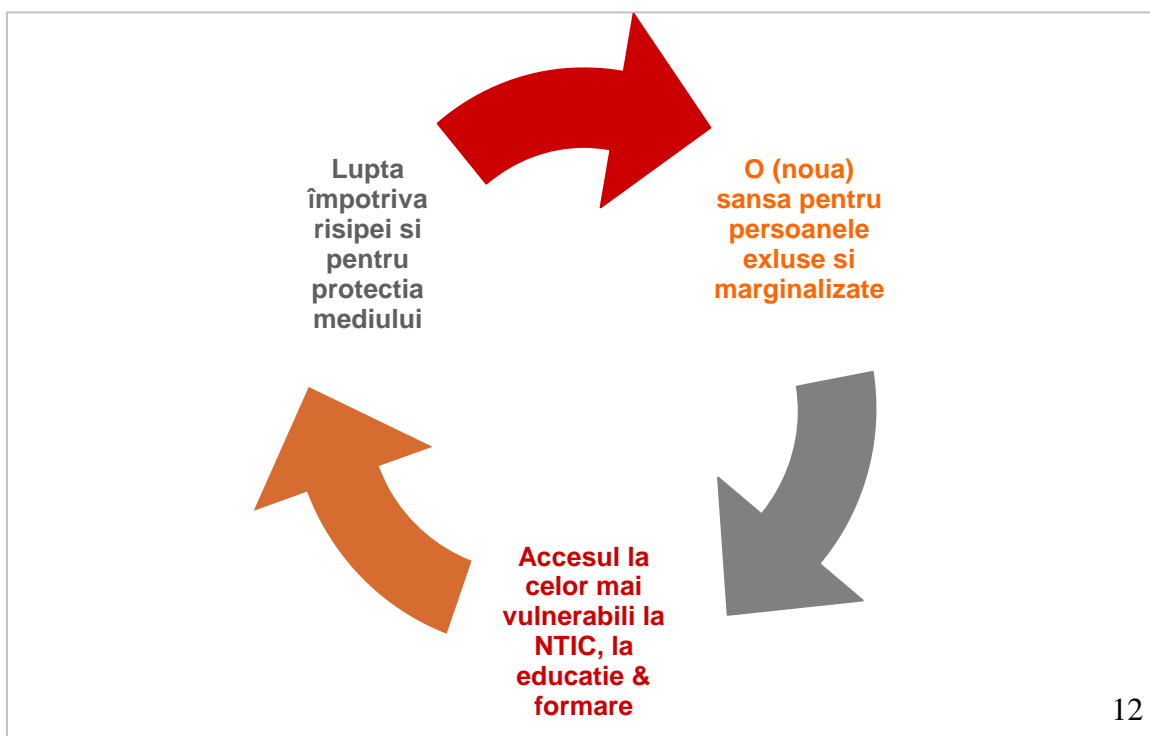 Lupta
împotriva
risipei si
pentru
protectia
mediului
O (noua)
sansa pentru
persoanele
exluse si
marginalizate
Accesul la
celor mai
vulnerabili la
NTIC, la
educatie &
formare
12